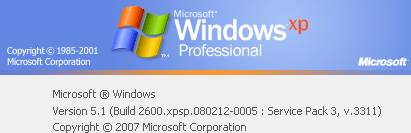 Microsoft®
Windows xp
Professional
Copyright © 1985-2001
Microsoft Corporation
Microsoft
Microsoft ® Windows
Version 5.1 (Build 2600.xpsp.080212-0005 : Service Pack 3, v.3311)
Copyright © 2007 Microsoft Corporation